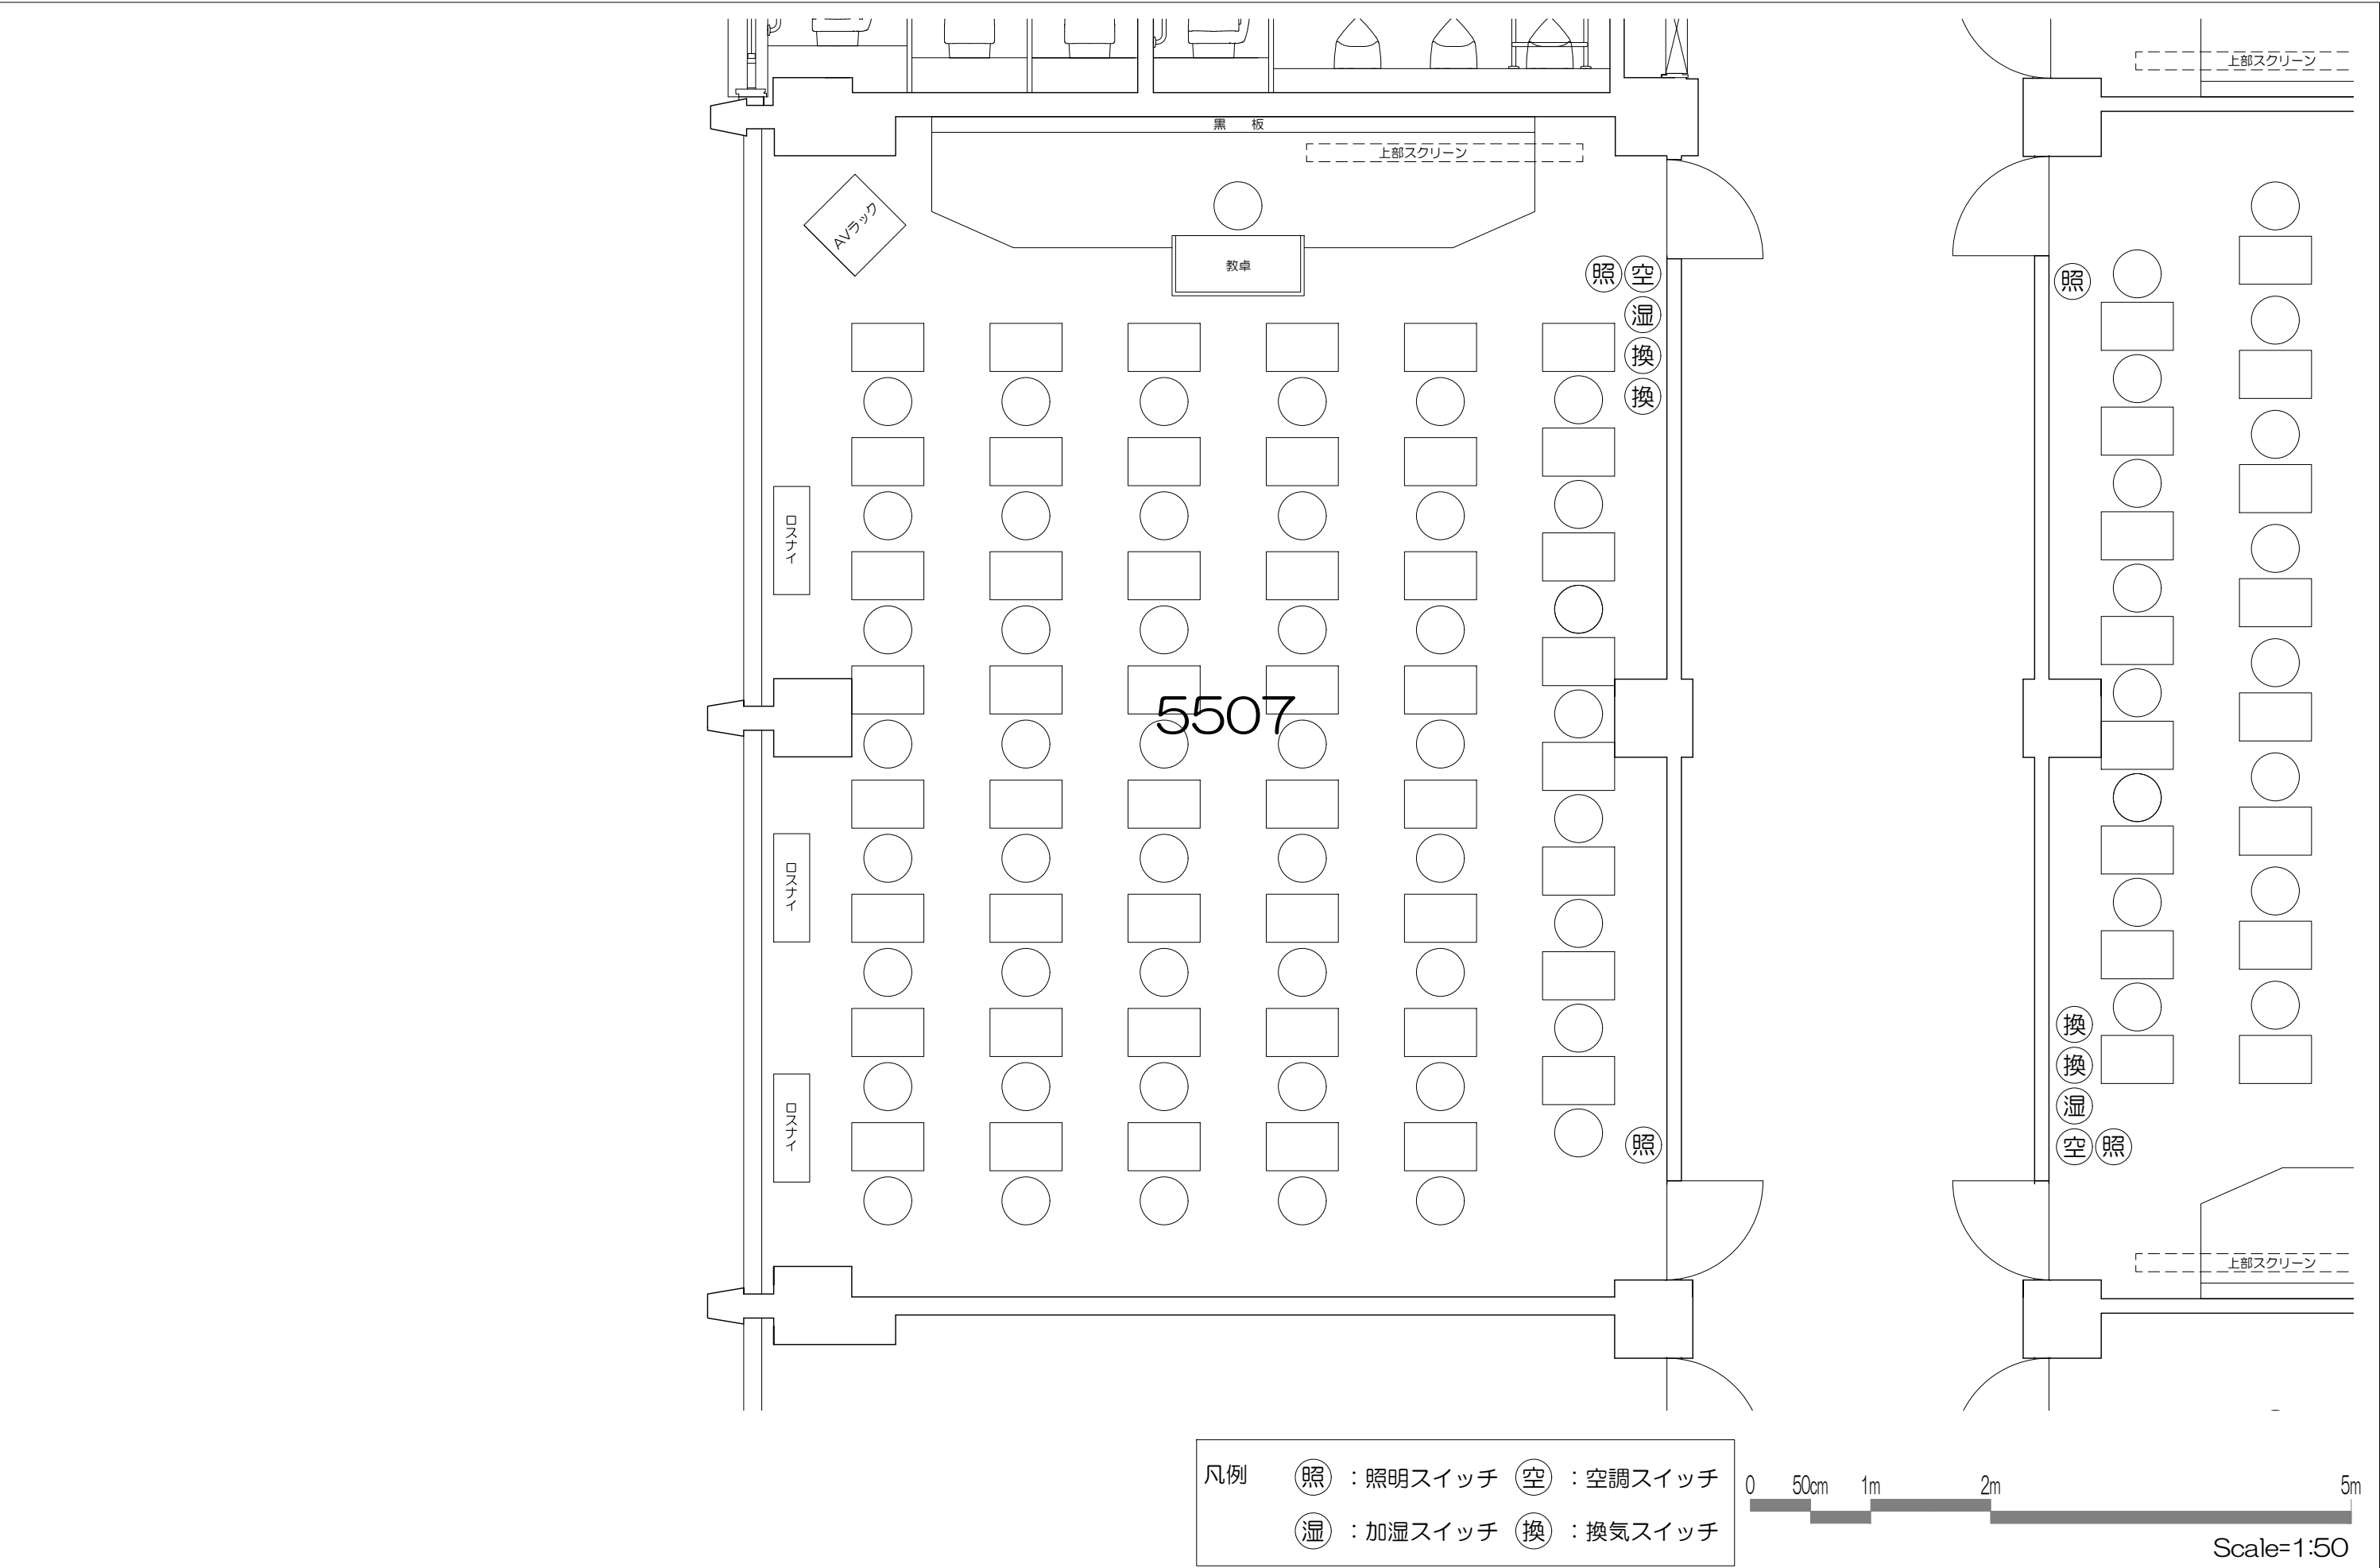 上部スクリーン
黒　板
上部スクリーン
AVラック
教卓
照 空
照
湿
換
換
ロスナイ
5507
ロスナイ
換
換
湿
ロスナイ
照
空 照
上部スクリーン
凡例 照 ：照明スイッチ 空 ：空調スイッチ
湿 ：加湿スイッチ 換 ：換気スイッチ
0 50cm 1m 2m 5m
Scale=1:50